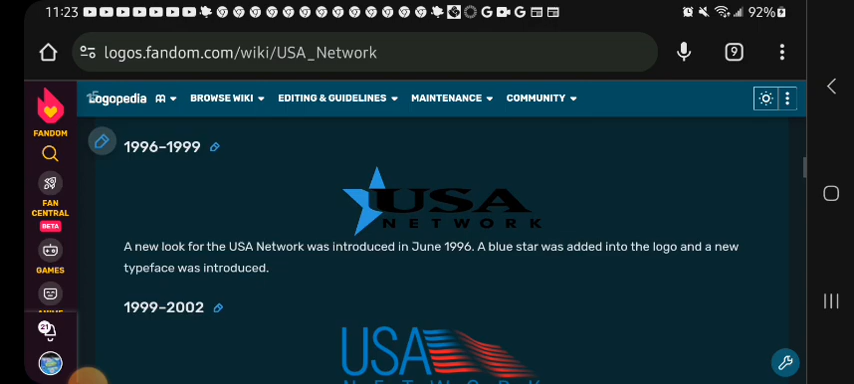 11:23
92%
logos.fandom.com/wiki/USA_Network
9
Logopedia
BROWSE WIKI
EDITING & GUIDELINES
MAINTENANCE
COMMUNITY
FANDOM
FAN
CENTRAL
BETA
GAMES
21
1996–1999
USA
NETWORK
A new look for the USA Network was introduced in June 1996. A blue star was added into the logo and a new
typeface was introduced.
1999–2002
USA
NETWORK